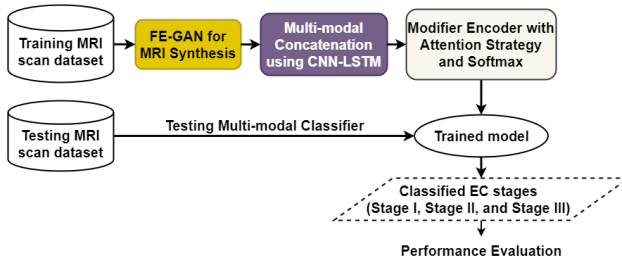 Training MRI
scan dataset
FE-GAN for
MRI Synthesis
Multi-modal
Concatenation
using CNN-LSTM
Modifier Encoder with
Attention Strategy
and Softmax
Testing MRI
scan dataset
Testing Multi-modal Classifier
Trained model
Classified EC stages
(Stage I, Stage II, and Stage III)
Performance Evaluation